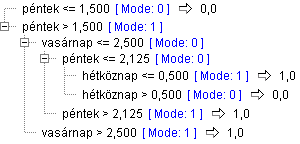 péntek <= 1,500 [ Mode: 0 ] ⇨ 0,0
péntek > 1,500 [ Mode: 1 ]
vasárnap <= 2,500 [ Mode: 0 ]
péntek <= 2,125 [ Mode: 0 ]
hétköznap <= 0,500 [ Mode: 1 ] ⇨ 1,0
hétköznap > 0,500 [ Mode: 0 ] ⇨ 0,0
péntek > 2,125 [ Mode: 1 ] ⇨ 1,0
vasárnap > 2,500 [ Mode: 1 ] ⇨ 1,0